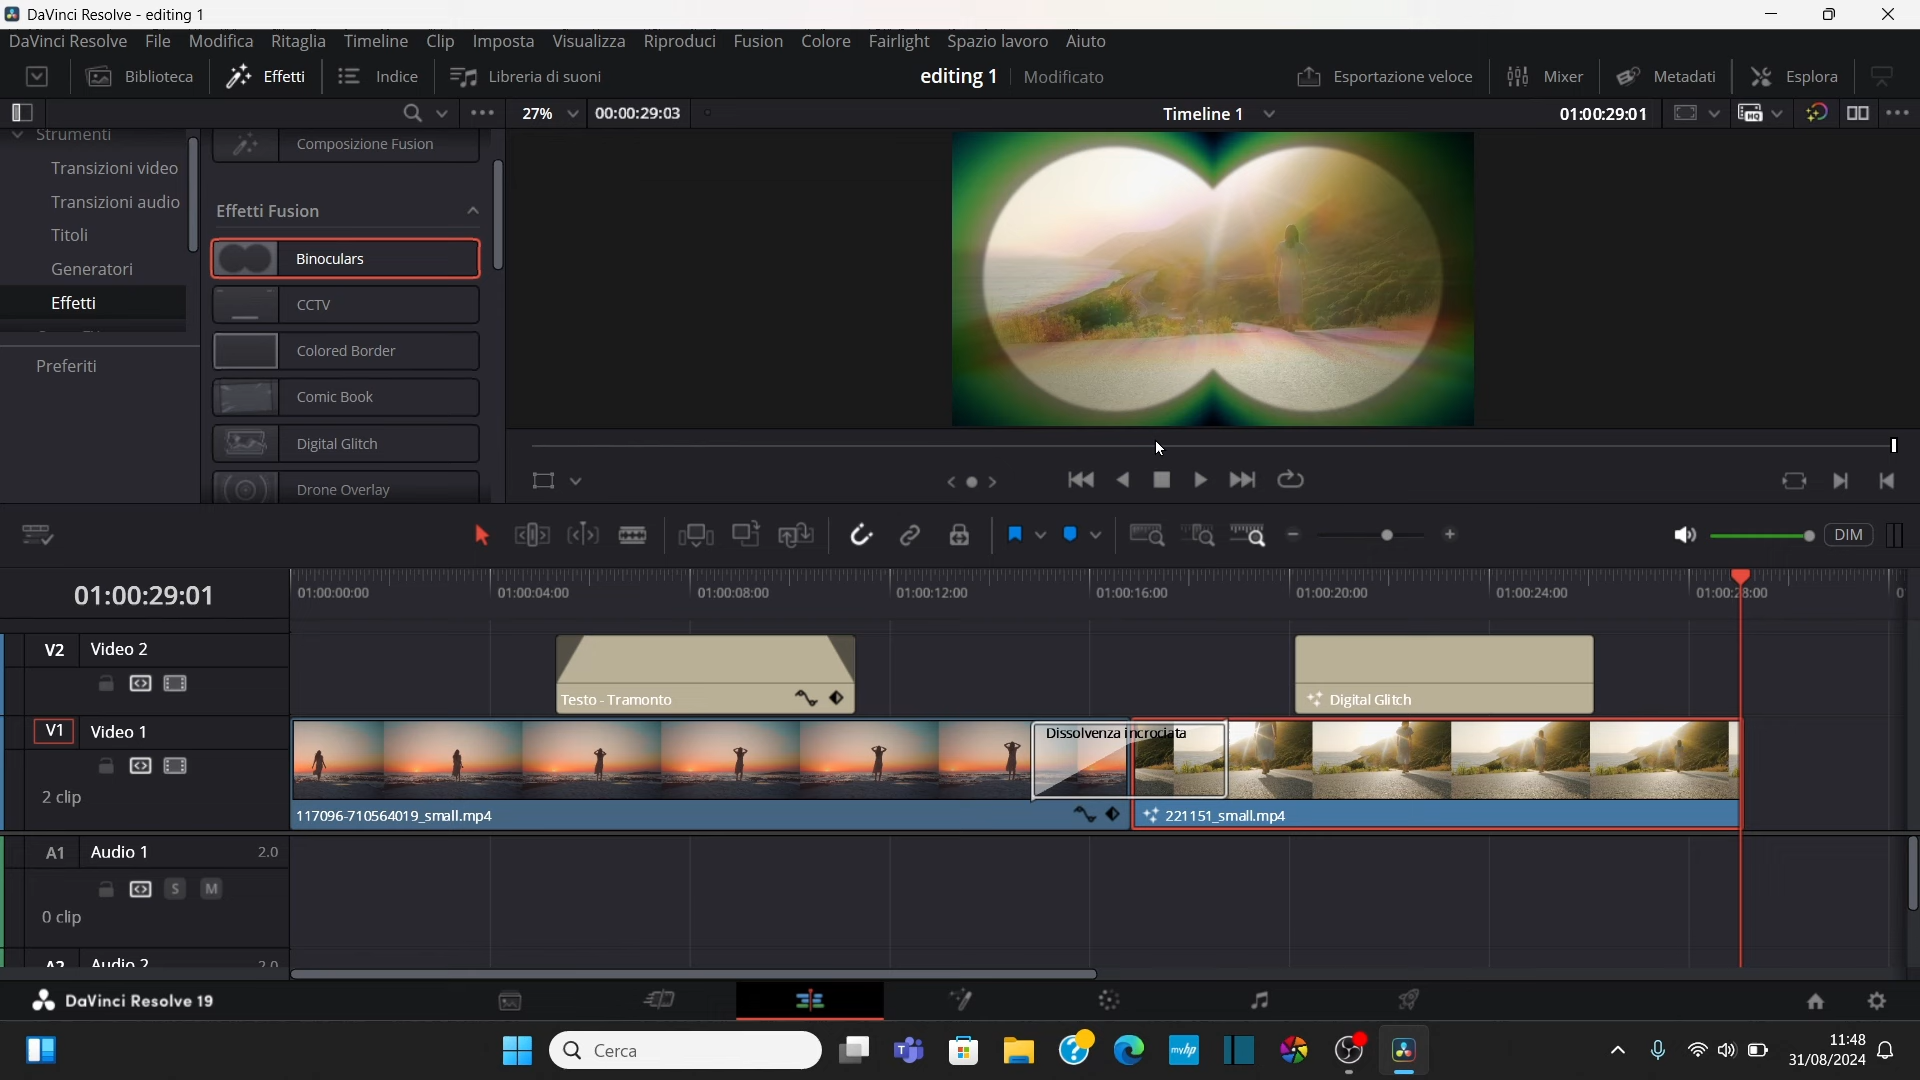 DaVinci Resolve - editing 1
DaVinci Resolve File Modifica Ritaglia Timeline Clip Imposta Visualizza Riproduci Fusion Colore Fairlight Spazio lavoro Aiuto
Biblioteca Effetti Indice Libreria di suoni editing 1 Modificato Esportazione veloce Mixer Metadati Esplora
27% 00:00:29:03 Timeline 1 01:00:29:01
Strumenti
Transizioni video
Transizioni audio
Titoli
Generatori
Effetti
Preferiti
Composizione Fusion
Effetti Fusion
Binoculars
CCTV
Colored Border
Comic Book
Digital Glitch
Drone Overlay
DIM
01:00:29:01
01:00:00:00 01:00:04:00 01:00:08:00 01:00:12:00 01:00:16:00 01:00:20:00 01:00:24:00 01:00:28:00
V2 Video 2
Testo - Tramonto
Digital Glitch
V1 Video 1
2 clip
Dissolvenza incrociata
117096-710564019_small.mp4
221151_small.mp4
A1 Audio 1 2.0
S M
0 clip
A2 Audio 2 2.0
DaVinci Resolve 19
Cerca
myhp
11:48
31/08/2024